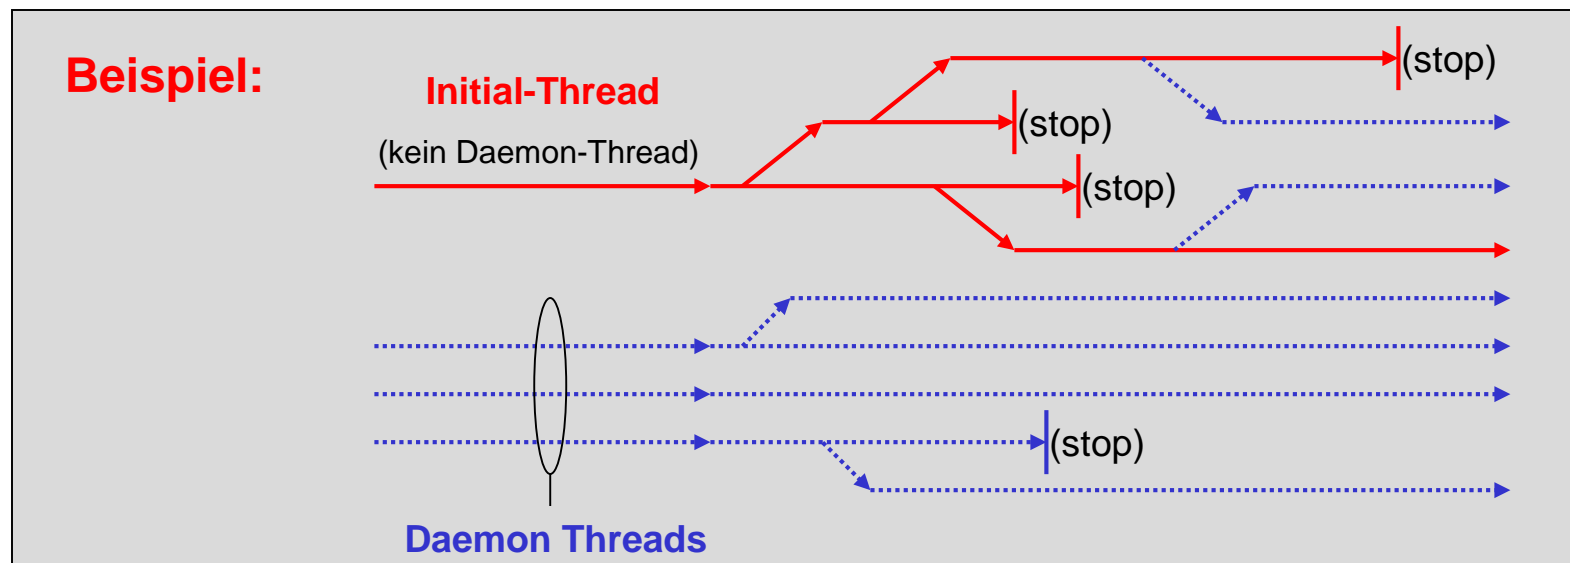 Beispiel:
Initial-Thread
(kein Daemon-Thread)
(stop)
(stop)
(stop)
(stop)
Daemon Threads